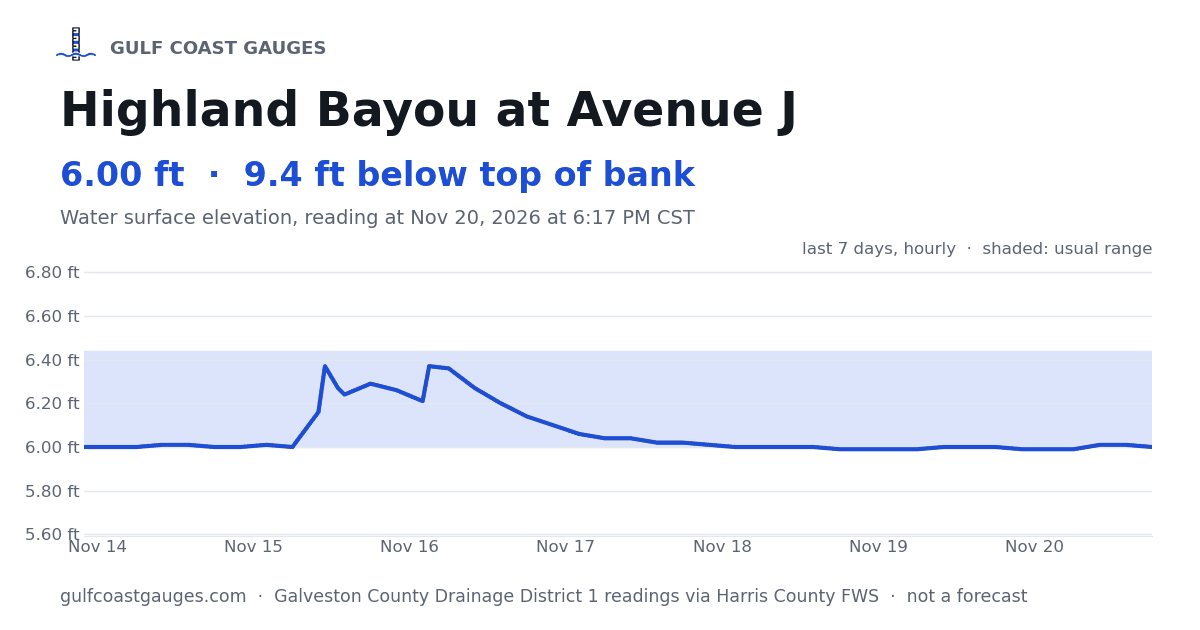 GULF COAST GAUGES
Highland Bayou at Avenue J
6.00 ft · 9.4 ft below top of bank
Water surface elevation, reading at Nov 20, 2026 at 6:17 PM CST
last 7 days, hourly · shaded: usual range
6.80 ft
6.60 ft
6.40 ft
6.20 ft
6.00 ft
5.80 ft
5.60 ft
Nov 14 Nov 15 Nov 16 Nov 17 Nov 18 Nov 19 Nov 20
gulfcoastgauges.com · Galveston County Drainage District 1 readings via Harris County FWS · not a forecast